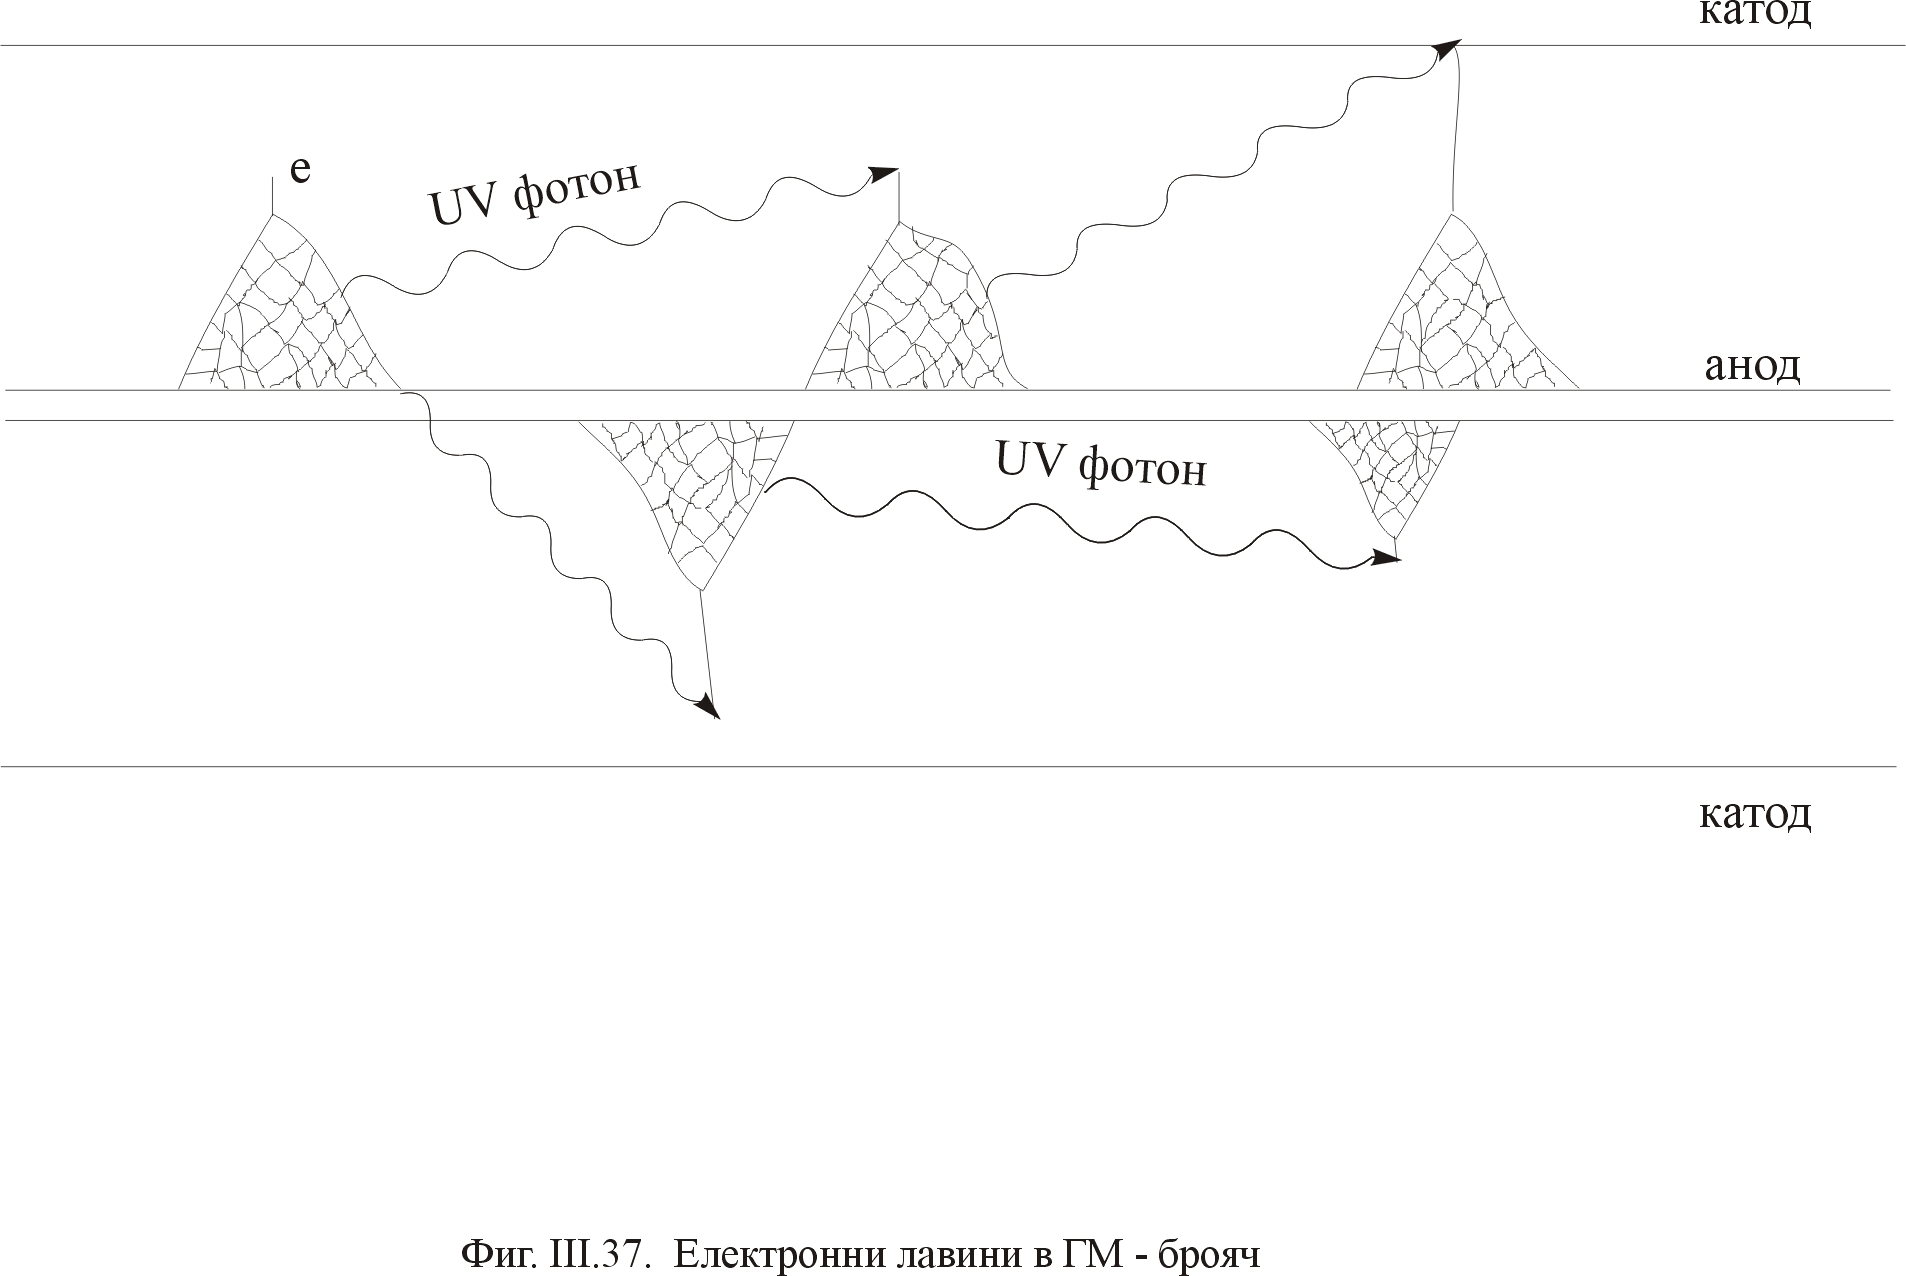 катод
e
UV фотон
анод
UV фотон
катод
Фиг. III.37. Електронни лавини в ГМ - брояч